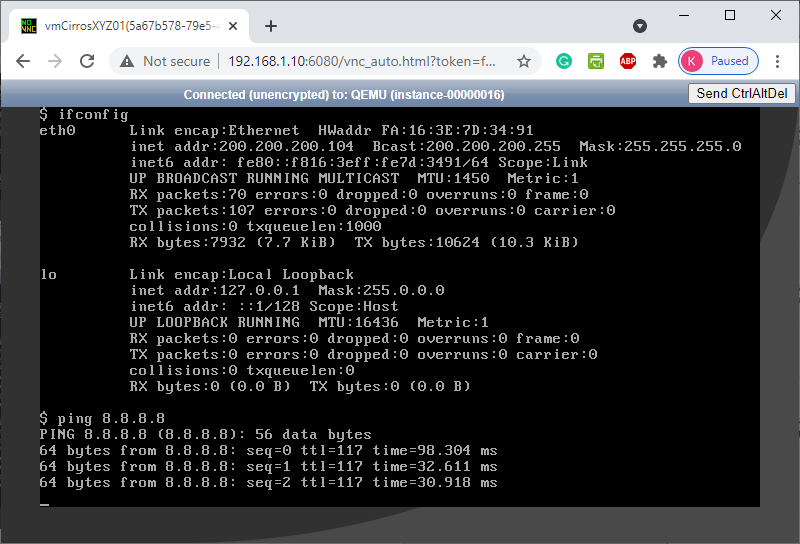 vmCirrosXYZ01(5a67b578-79e5-4
Not secure 192.168.1.10:6080/vnc_auto.html?token=f... ABP K Paused
Connected (unencrypted) to: QEMU (instance-00000016) Send CtrlAltDel
$ ifconfig
eth0 Link encap:Ethernet HWaddr FA:16:3E:7D:34:91
inet addr:200.200.200.104 Bcast:200.200.200.255 Mask:255.255.255.0
inet6 addr: fe80::f816:3eff:fe7d:3491/64 Scope:Link
UP BROADCAST RUNNING MULTICAST MTU:1450 Metric:1
RX packets:70 errors:0 dropped:0 overruns:0 frame:0
TX packets:107 errors:0 dropped:0 overruns:0 carrier:0
collisions:0 txqueuelen:1000
RX bytes:7932 (7.7 KiB) TX bytes:10624 (10.3 KiB)
lo Link encap:Local Loopback
inet addr:127.0.0.1 Mask:255.0.0.0
inet6 addr: ::1/128 Scope:Host
UP LOOPBACK RUNNING MTU:16436 Metric:1
RX packets:0 errors:0 dropped:0 overruns:0 frame:0
TX packets:0 errors:0 dropped:0 overruns:0 carrier:0
collisions:0 txqueuelen:0
RX bytes:0 (0.0 B) TX bytes:0 (0.0 B)
$ ping 8.8.8.8
PING 8.8.8.8 (8.8.8.8): 56 data bytes
64 bytes from 8.8.8.8: seq=0 ttl=117 time=98.304 ms
64 bytes from 8.8.8.8: seq=1 ttl=117 time=32.611 ms
64 bytes from 8.8.8.8: seq=2 ttl=117 time=30.918 ms